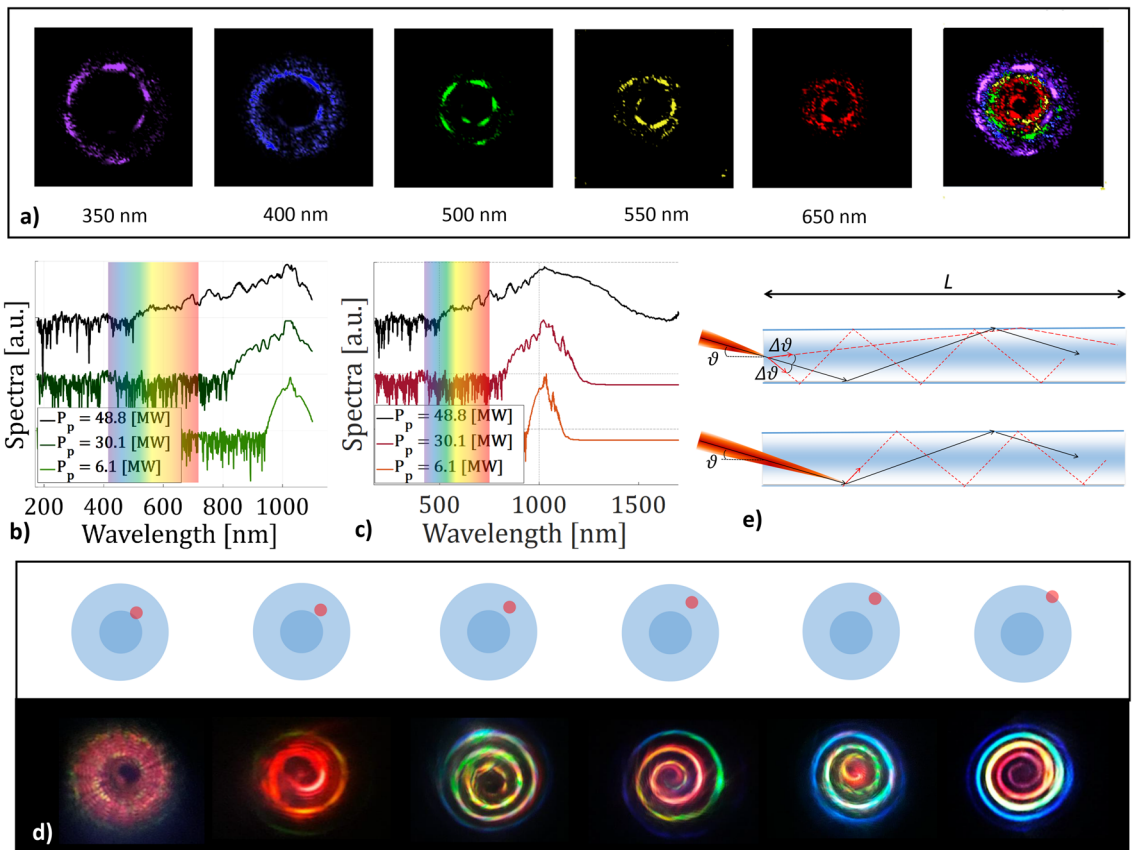 350 nm
400 nm
500 nm
550 nm
650 nm
a)
Spectra [a.u.]
P_p = 48.8 [MW]
P_p = 30.1 [MW]
P_p = 6.1 [MW]
200 400 600 800 1000
Wavelength [nm]
b)
Spectra [a.u.]
P_p = 48.8 [MW]
P_p = 30.1 [MW]
P_p = 6.1 [MW]
500 1000 1500
Wavelength [nm]
c)
L
ϑ
Δϑ
Δϑ
ϑ
e)
d)